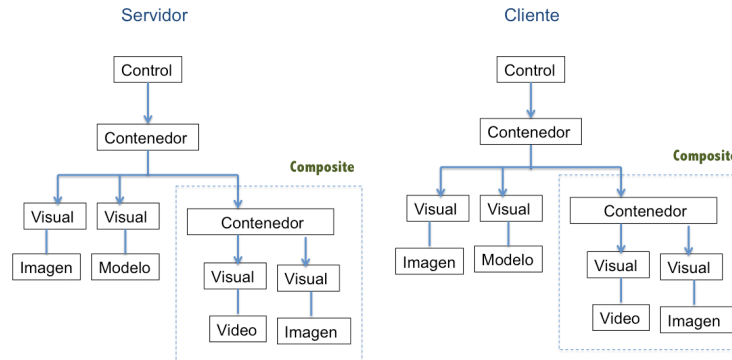 Servidor
Control
Contenedor
Composite
Visual
Visual
Contenedor
Imagen
Modelo
Visual
Visual
Video
Imagen
Cliente
Control
Contenedor
Composite
Visual
Visual
Contenedor
Imagen
Modelo
Visual
Visual
Video
Imagen